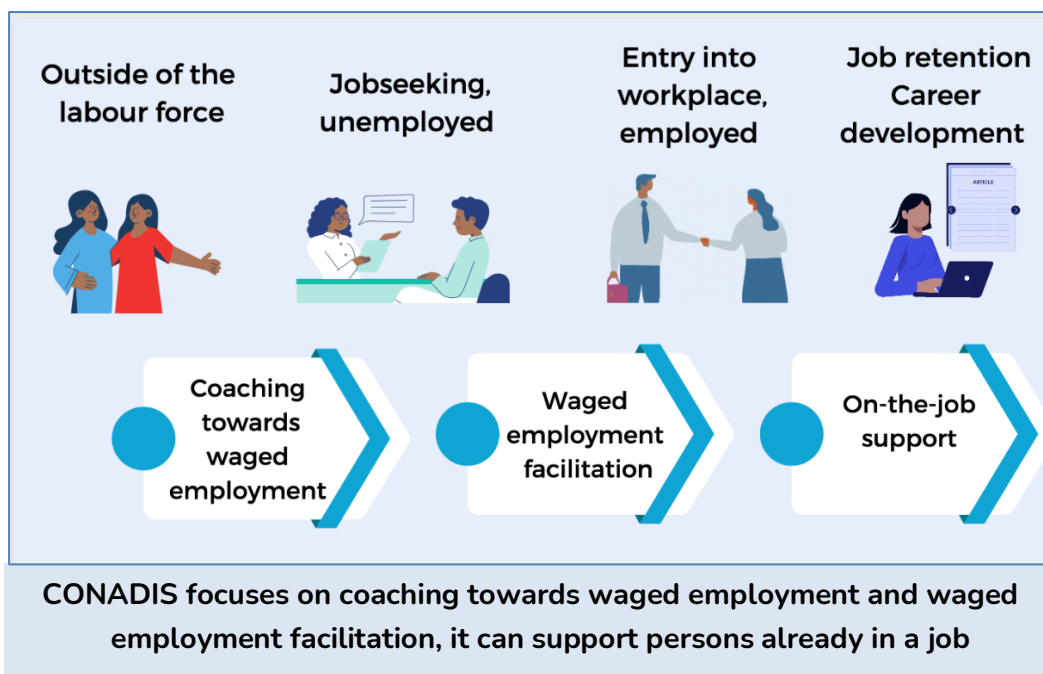 Outside of the
labour force
Jobseeking,
unemployed
Entry into
workplace,
employed
Job retention
Career
development
ARTICLE
Coaching
towards
waged
employment
Waged
employment
facilitation
On-the-job
support
CONADIS focuses on coaching towards waged employment and waged
employment facilitation, it can support persons already in a job